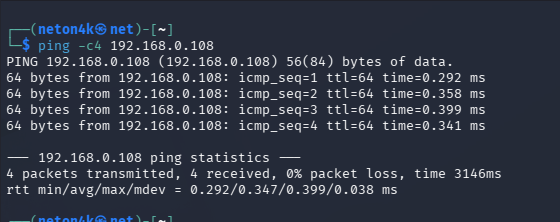 ┌──(neton4k㉿net)-[~]
└─$ ping -c4 192.168.0.108
PING 192.168.0.108 (192.168.0.108) 56(84) bytes of data.
64 bytes from 192.168.0.108: icmp_seq=1 ttl=64 time=0.292 ms
64 bytes from 192.168.0.108: icmp_seq=2 ttl=64 time=0.358 ms
64 bytes from 192.168.0.108: icmp_seq=3 ttl=64 time=0.399 ms
64 bytes from 192.168.0.108: icmp_seq=4 ttl=64 time=0.341 ms
--- 192.168.0.108 ping statistics ---
4 packets transmitted, 4 received, 0% packet loss, time 3146ms
rtt min/avg/max/mdev = 0.292/0.347/0.399/0.038 ms
┌──(neton4k㉿net)-[~]